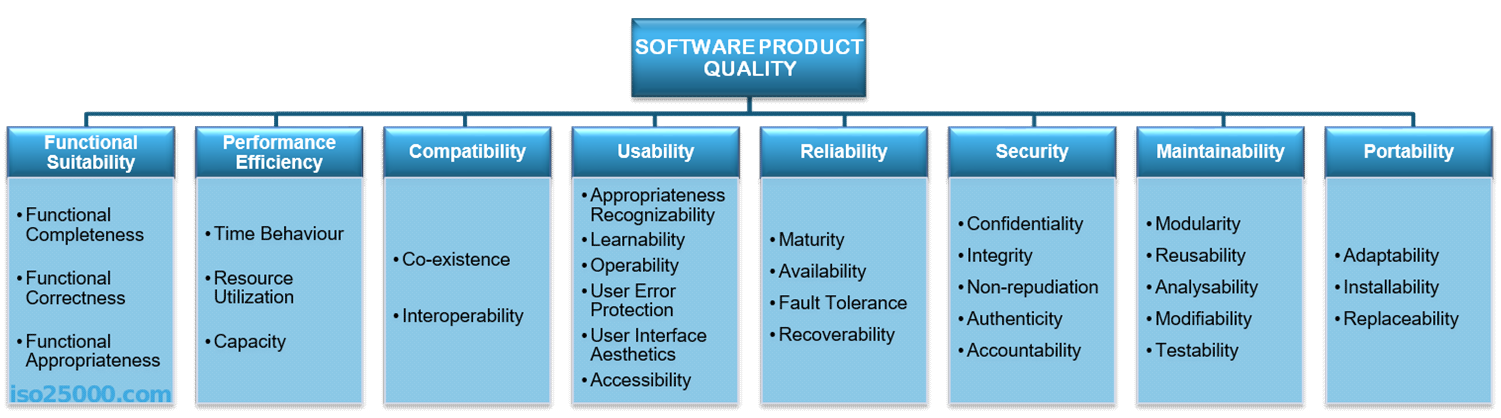 SOFTWARE PRODUCT
QUALITY
Functional
Suitability
• Functional
Completeness
• Functional
Correctness
• Functional
Appropriateness
iso25000.com
Performance
Efficiency
• Time Behaviour
• Resource
Utilization
• Capacity
Compatibility
• Co-existence
• Interoperability
Usability
• Appropriateness
Recognizability
• Learnability
• Operability
• User Error
Protection
• User Interface
Aesthetics
• Accessibility
Reliability
• Maturity
• Availability
• Fault Tolerance
• Recoverability
Security
• Confidentiality
• Integrity
• Non-repudiation
• Authenticity
• Accountability
Maintainability
• Modularity
• Reusability
• Analysability
• Modifiability
• Testability
Portability
• Adaptability
• Installability
• Replaceability